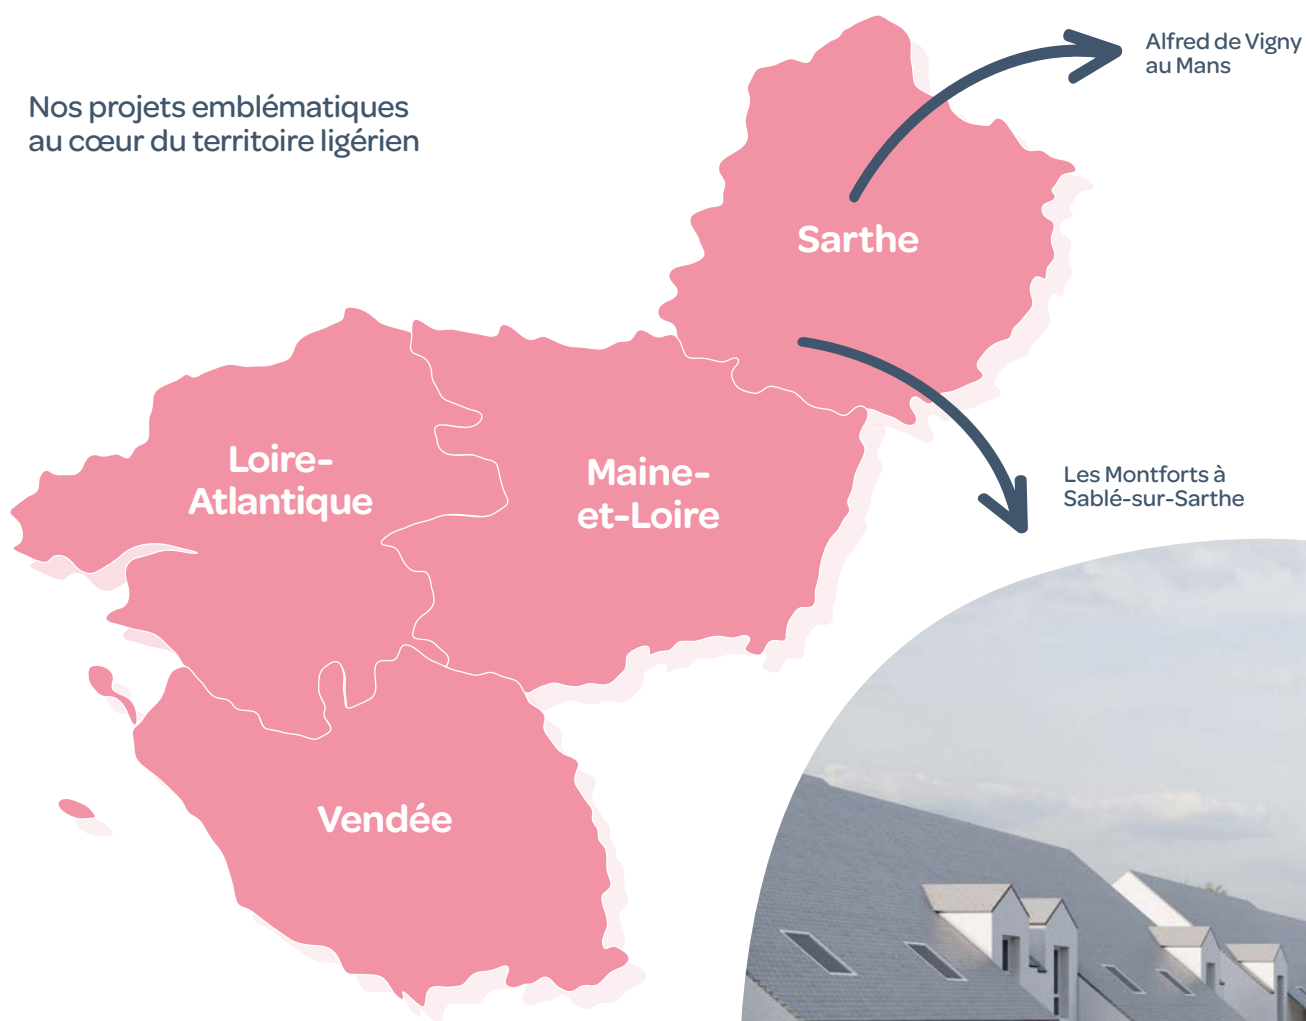 Nos projets emblématiques
au cœur du territoire ligérien
Alfred de Vigny
au Mans
Sarthe
Loire-
Atlantique
Maine-
et-Loire
Les Montforts à
Sablé-sur-Sarthe
Vendée